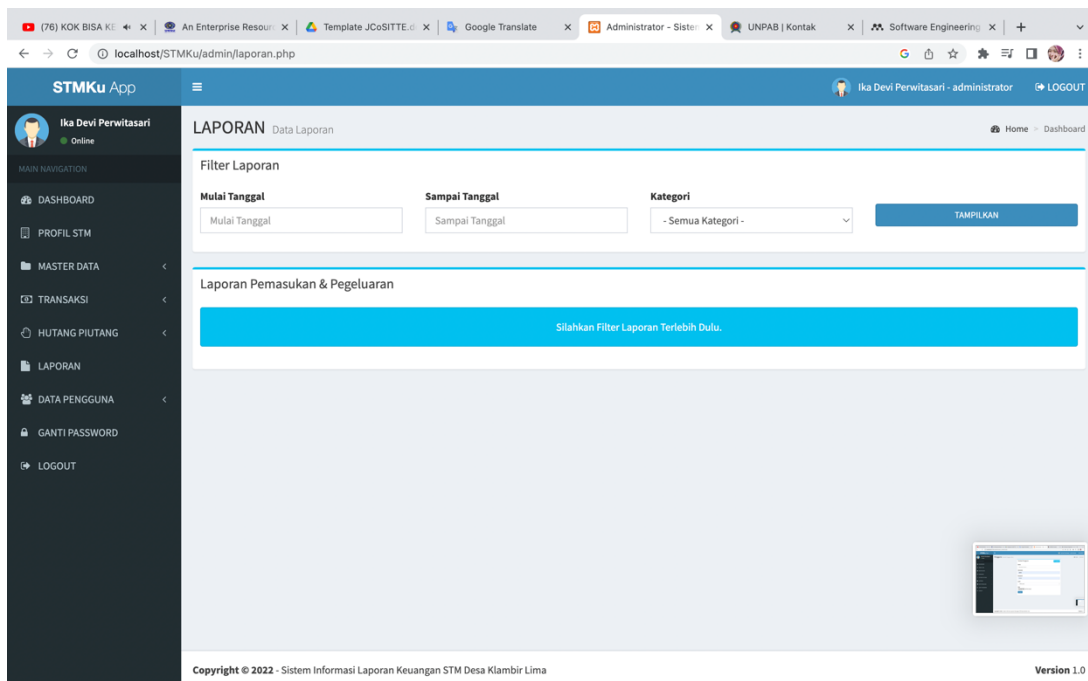 (76) KOK BISA KE
An Enterprise Resour
Template JCoSITTE.d
Google Translate
Administrator - Sister
UNPAB | Kontak
Software Engineering
localhost/STMKu/admin/laporan.php
STMKu App
Ika Devi Perwitasari - administrator
LOGOUT
Ika Devi Perwitasari
Online
MAIN NAVIGATION
DASHBOARD
PROFIL STM
MASTER DATA
TRANSAKSI
HUTANG PIUTANG
LAPORAN
DATA PENGGUNA
GANTI PASSWORD
LOGOUT
LAPORAN Data Laporan
Home > Dashboard
Filter Laporan
Mulai Tanggal
Mulai Tanggal
Sampai Tanggal
Sampai Tanggal
Kategori
- Semua Kategori -
TAMPILKAN
Laporan Pemasukan & Pegeluaran
Silahkan Filter Laporan Terlebih Dulu.
Copyright © 2022 - Sistem Informasi Laporan Keuangan STM Desa Klambir Lima
Version 1.0